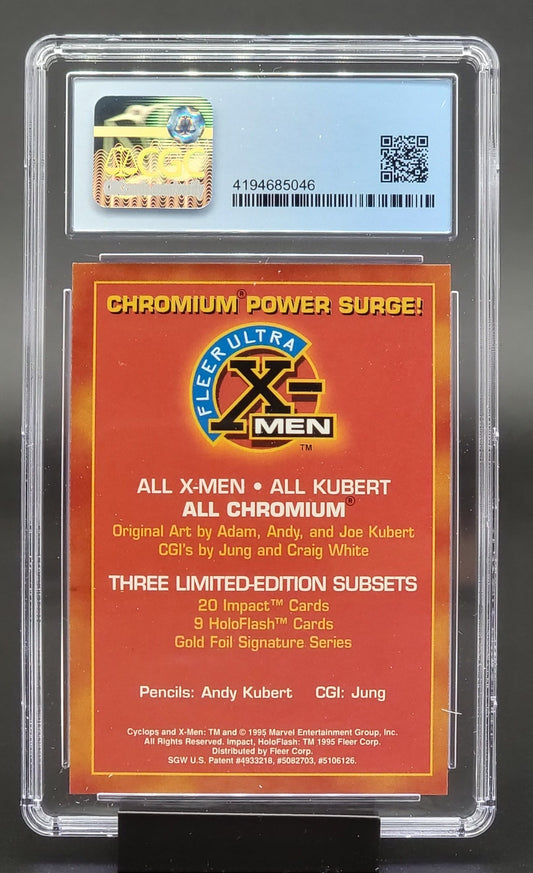 CGC
4194685046
CHROMIUM® POWER SURGE!
FLEER ULTRA
X-
MEN
TM
ALL X-MEN • ALL KUBERT
ALL CHROMIUM®
Original Art by Adam, Andy, and Joe Kubert
CGI's by Jung and Craig White
THREE LIMITED-EDITION SUBSETS
20 Impact™ Cards
9 HoloFlash™ Cards
Gold Foil Signature Series
Pencils: Andy Kubert CGI: Jung
Cyclops and X-Men: TM and © 1995 Marvel Entertainment Group, Inc.
All Rights Reserved. Impact, HoloFlash: TM 1995 Fleer Corp.
Distributed by Fleer Corp.
SGW U.S. Patent #4933218, #5082703, #5106126.